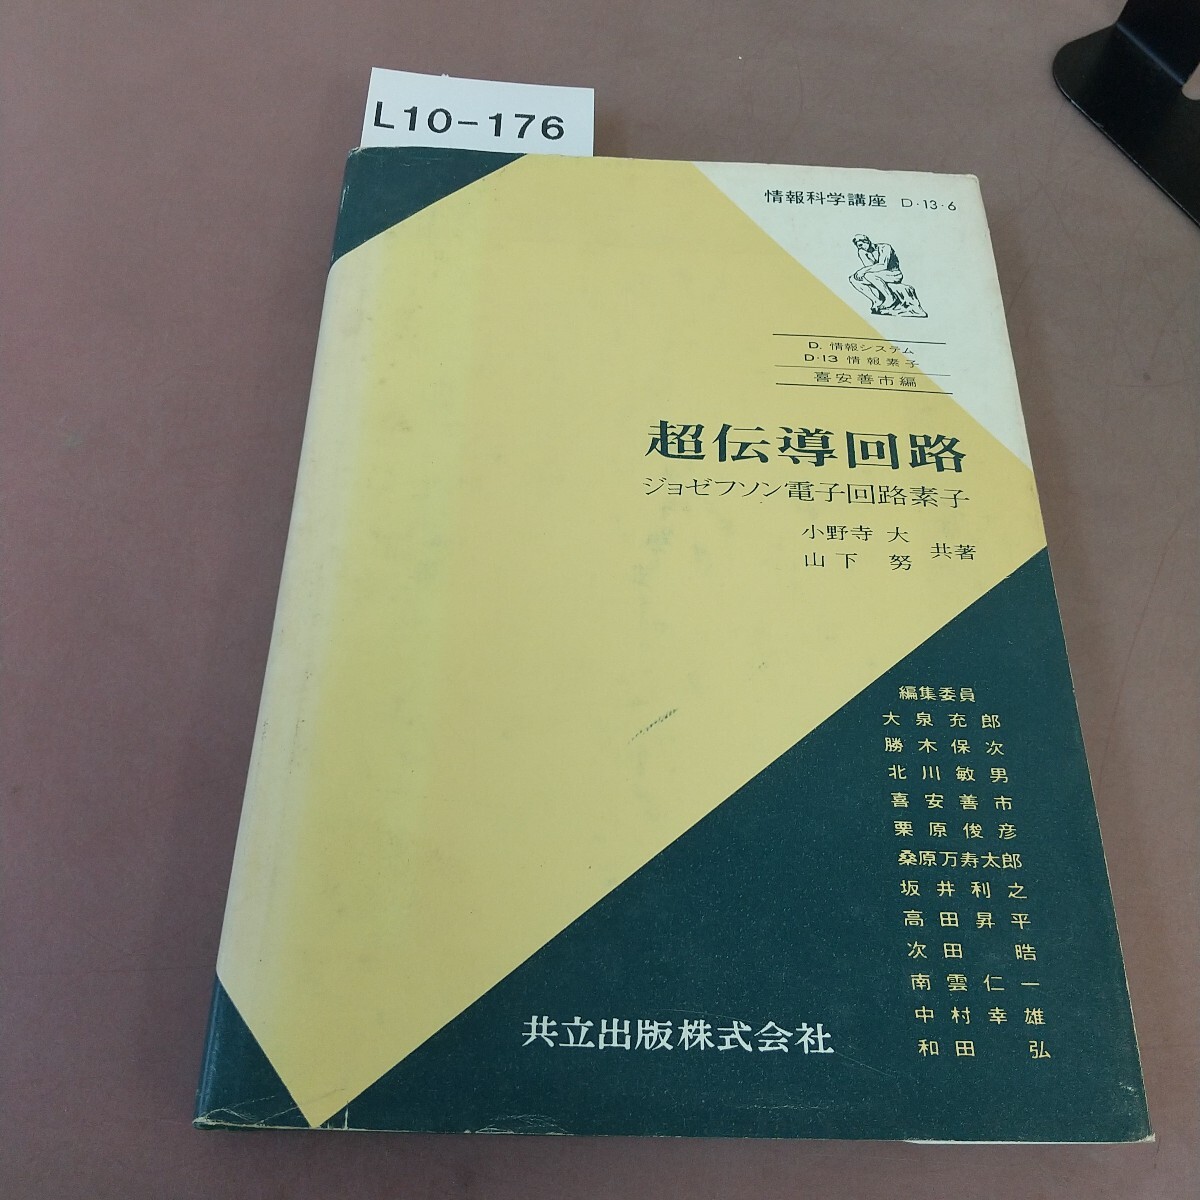 L10-176
情報科学講座 D・13・6
D. 情報システム
D・13 情報素子
喜安善市編
超伝導回路
ジョゼフソン電子回路素子
小野寺 大
山下 努 共著
編集委員
大泉充郎
勝木保次
北川敏男
喜安善市
栗原俊彦
桑原万寿太郎
坂井利之
高田昇平
次田 晧
南雲仁一
中村幸雄
和田 弘
共立出版株式会社